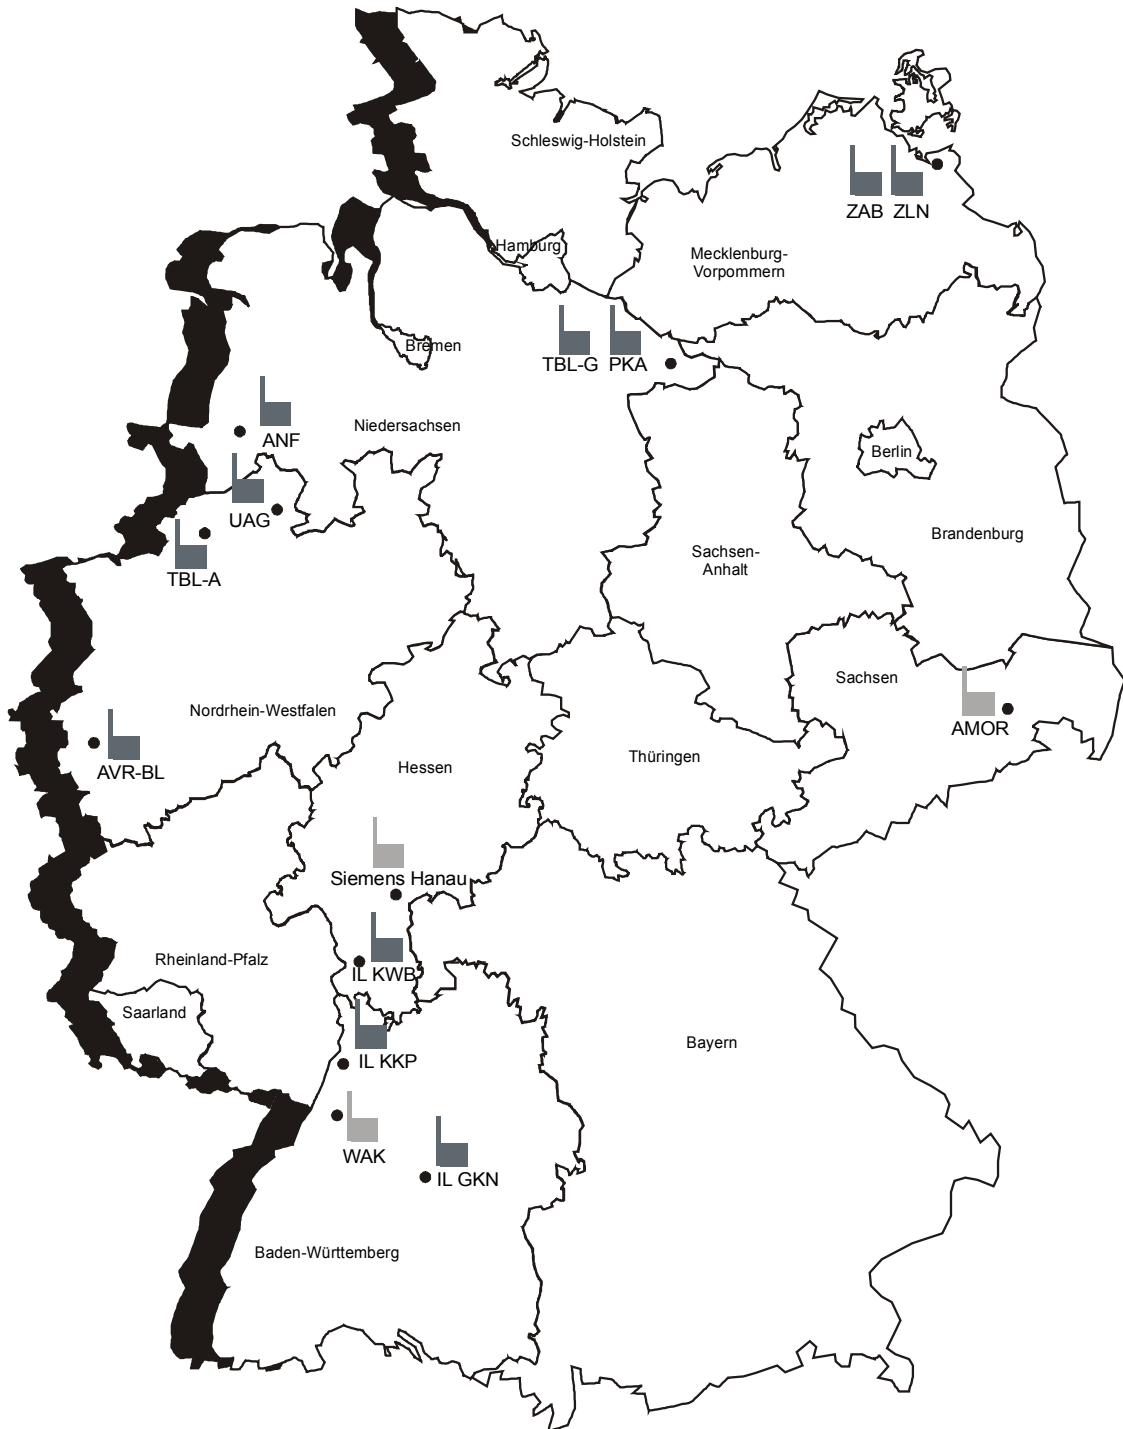 Schleswig-Holstein
ZAB ZLN
Hamburg
Mecklenburg-
Vorpommern
Bremen
TBL-G PKA
ANF
Niedersachsen
Berlin
UAG
Brandenburg
Sachsen-
Anhalt
TBL-A
Sachsen
Nordrhein-Westfalen
AMOR
Thüringen
Hessen
AVR-BL
Siemens Hanau
Rheinland-Pfalz
IL KWB
Saarland
Bayern
IL KKP
WAK
IL GKN
Baden-Württemberg